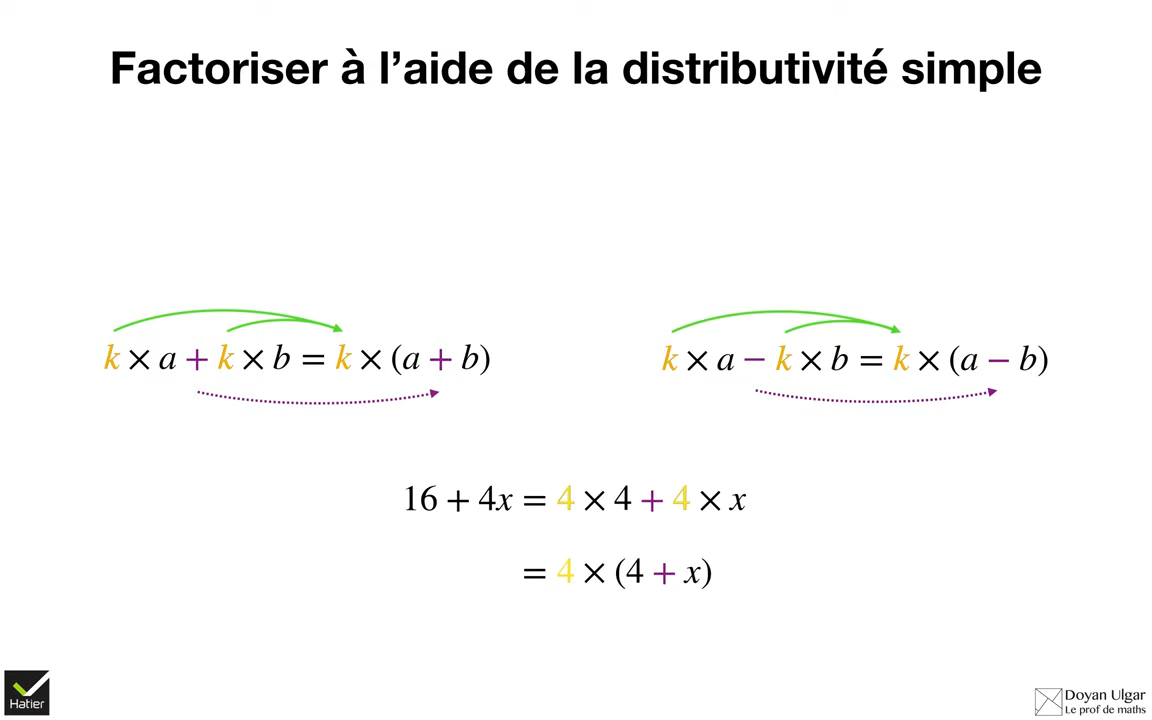 Factoriser à l’aide de la distributivité simple
k × a + k × b = k × (a + b)
k × a − k × b = k × (a − b)
16 + 4x = 4 × 4 + 4 × x
= 4 × (4 + x)
Hatier
Doyan Ulgar
Le prof de maths